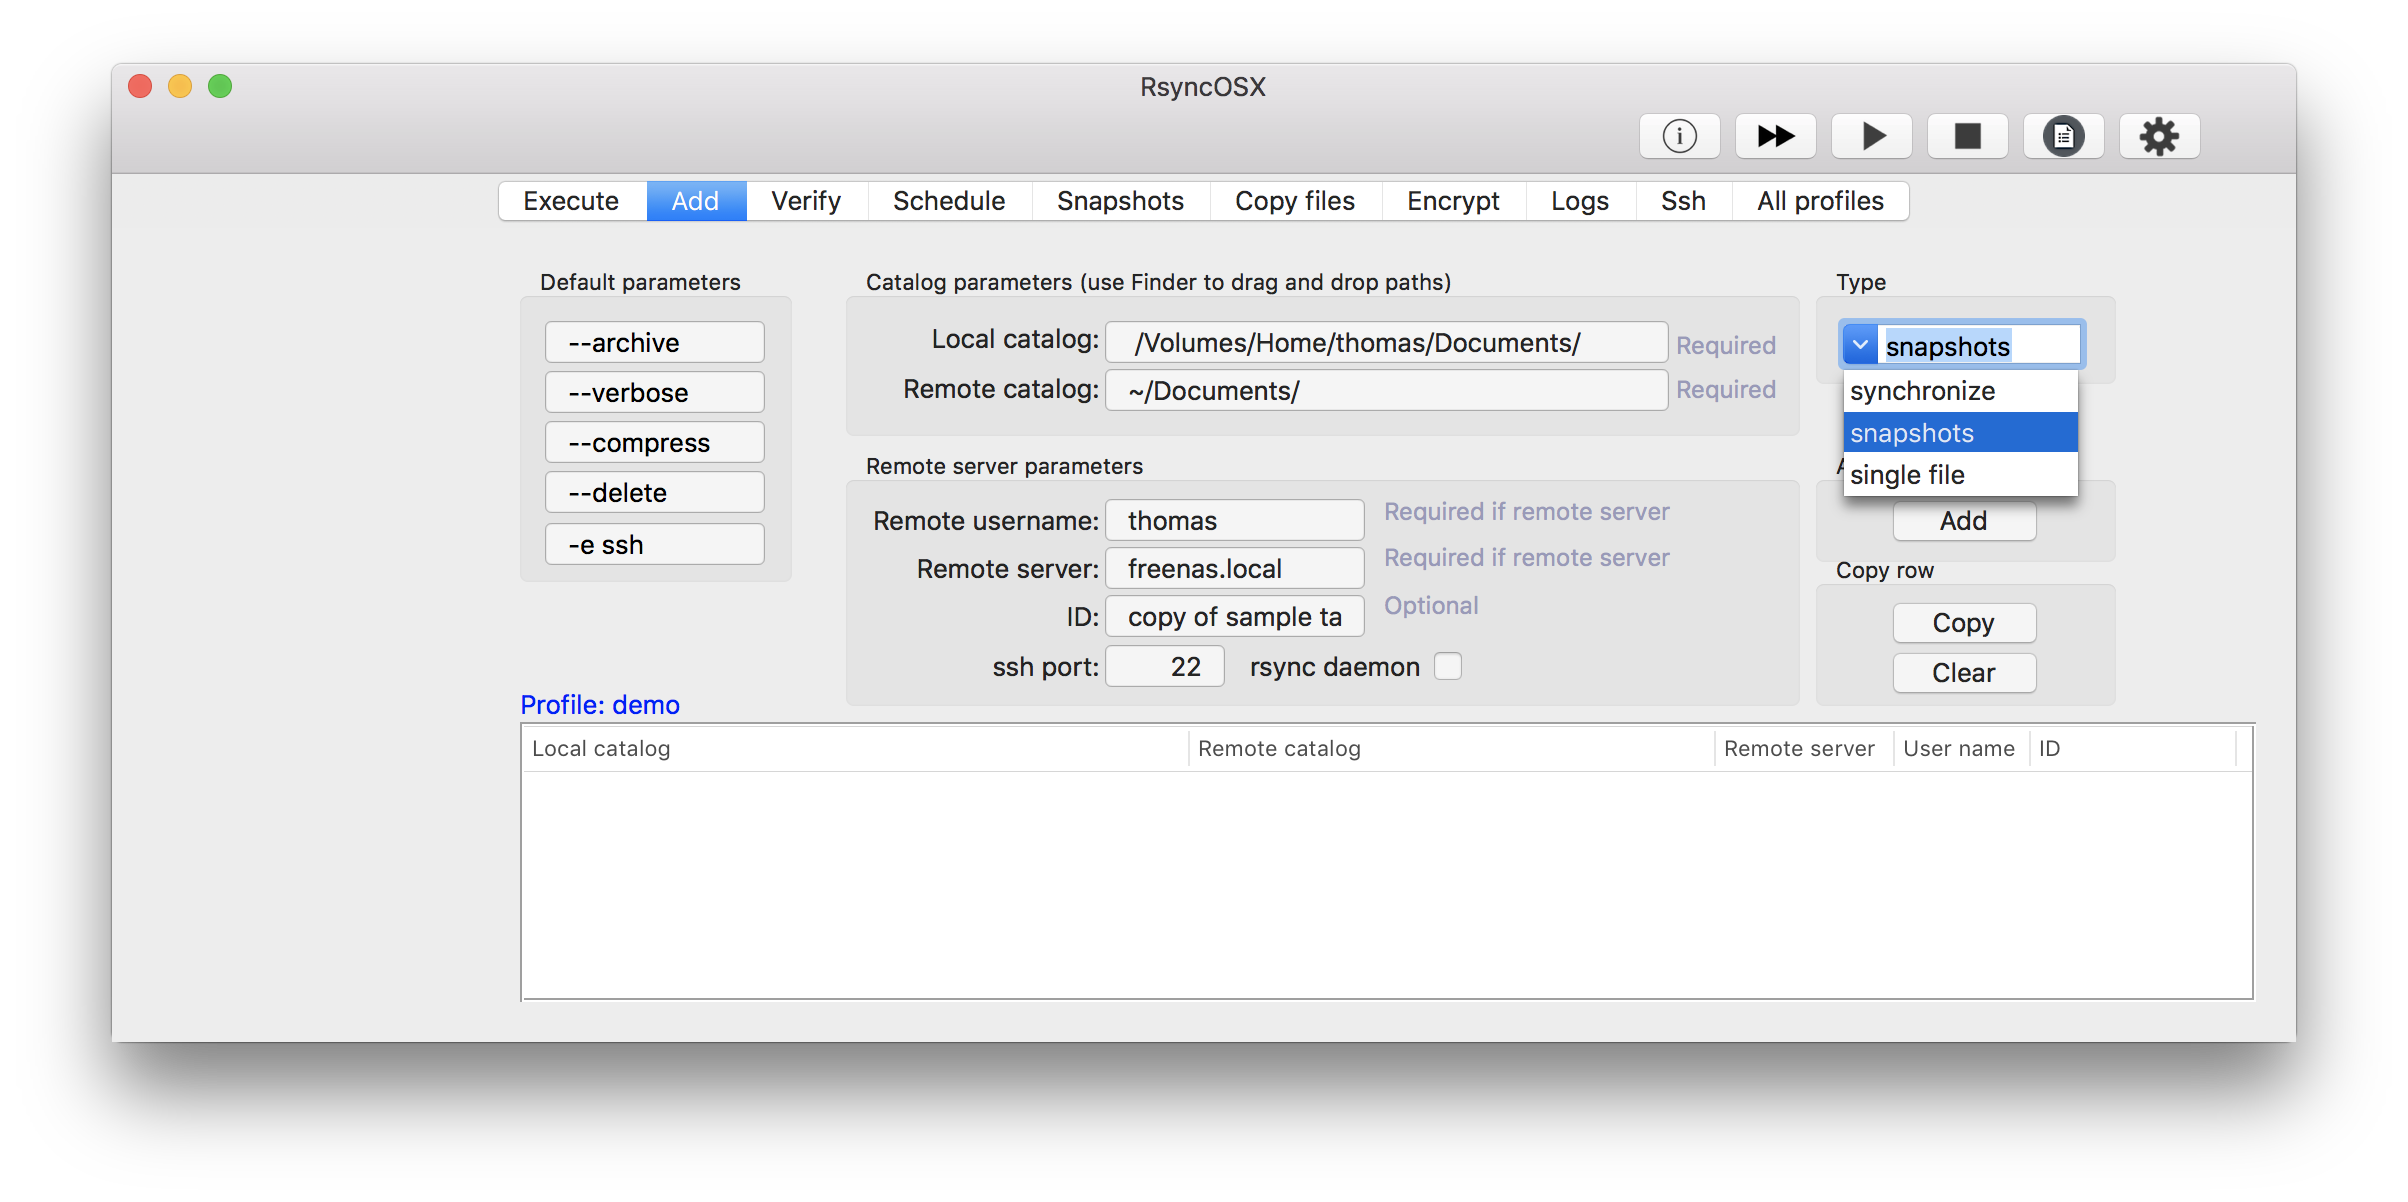 RsyncOSX
Execute Add Verify Schedule Snapshots Copy files Encrypt Logs Ssh All profiles
Default parameters
--archive
--verbose
--compress
--delete
-e ssh
Catalog parameters (use Finder to drag and drop paths)
Local catalog: /Volumes/Home/thomas/Documents/ Required
Remote catalog: ~/Documents/ Required
Remote server parameters
Remote username: thomas Required if remote server
Remote server: freenas.local Required if remote server
ID: copy of sample ta Optional
ssh port: 22 rsync daemon
Type
snapshots
synchronize
snapshots
single file
Add
Copy row
Copy
Clear
Profile: demo
Local catalog Remote catalog Remote server User name ID